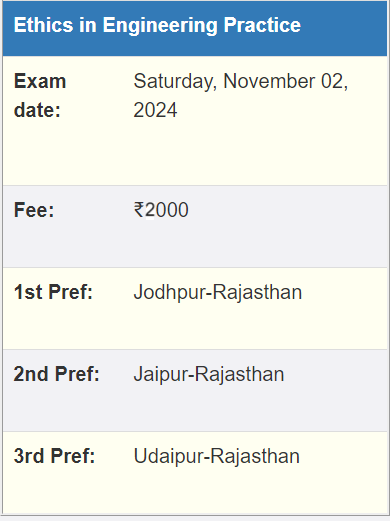 Ethics in Engineering Practice
Exam date: Saturday, November 02, 2024
Fee: ₹2000
1st Pref: Jodhpur-Rajasthan
2nd Pref: Jaipur-Rajasthan
3rd Pref: Udaipur-Rajasthan